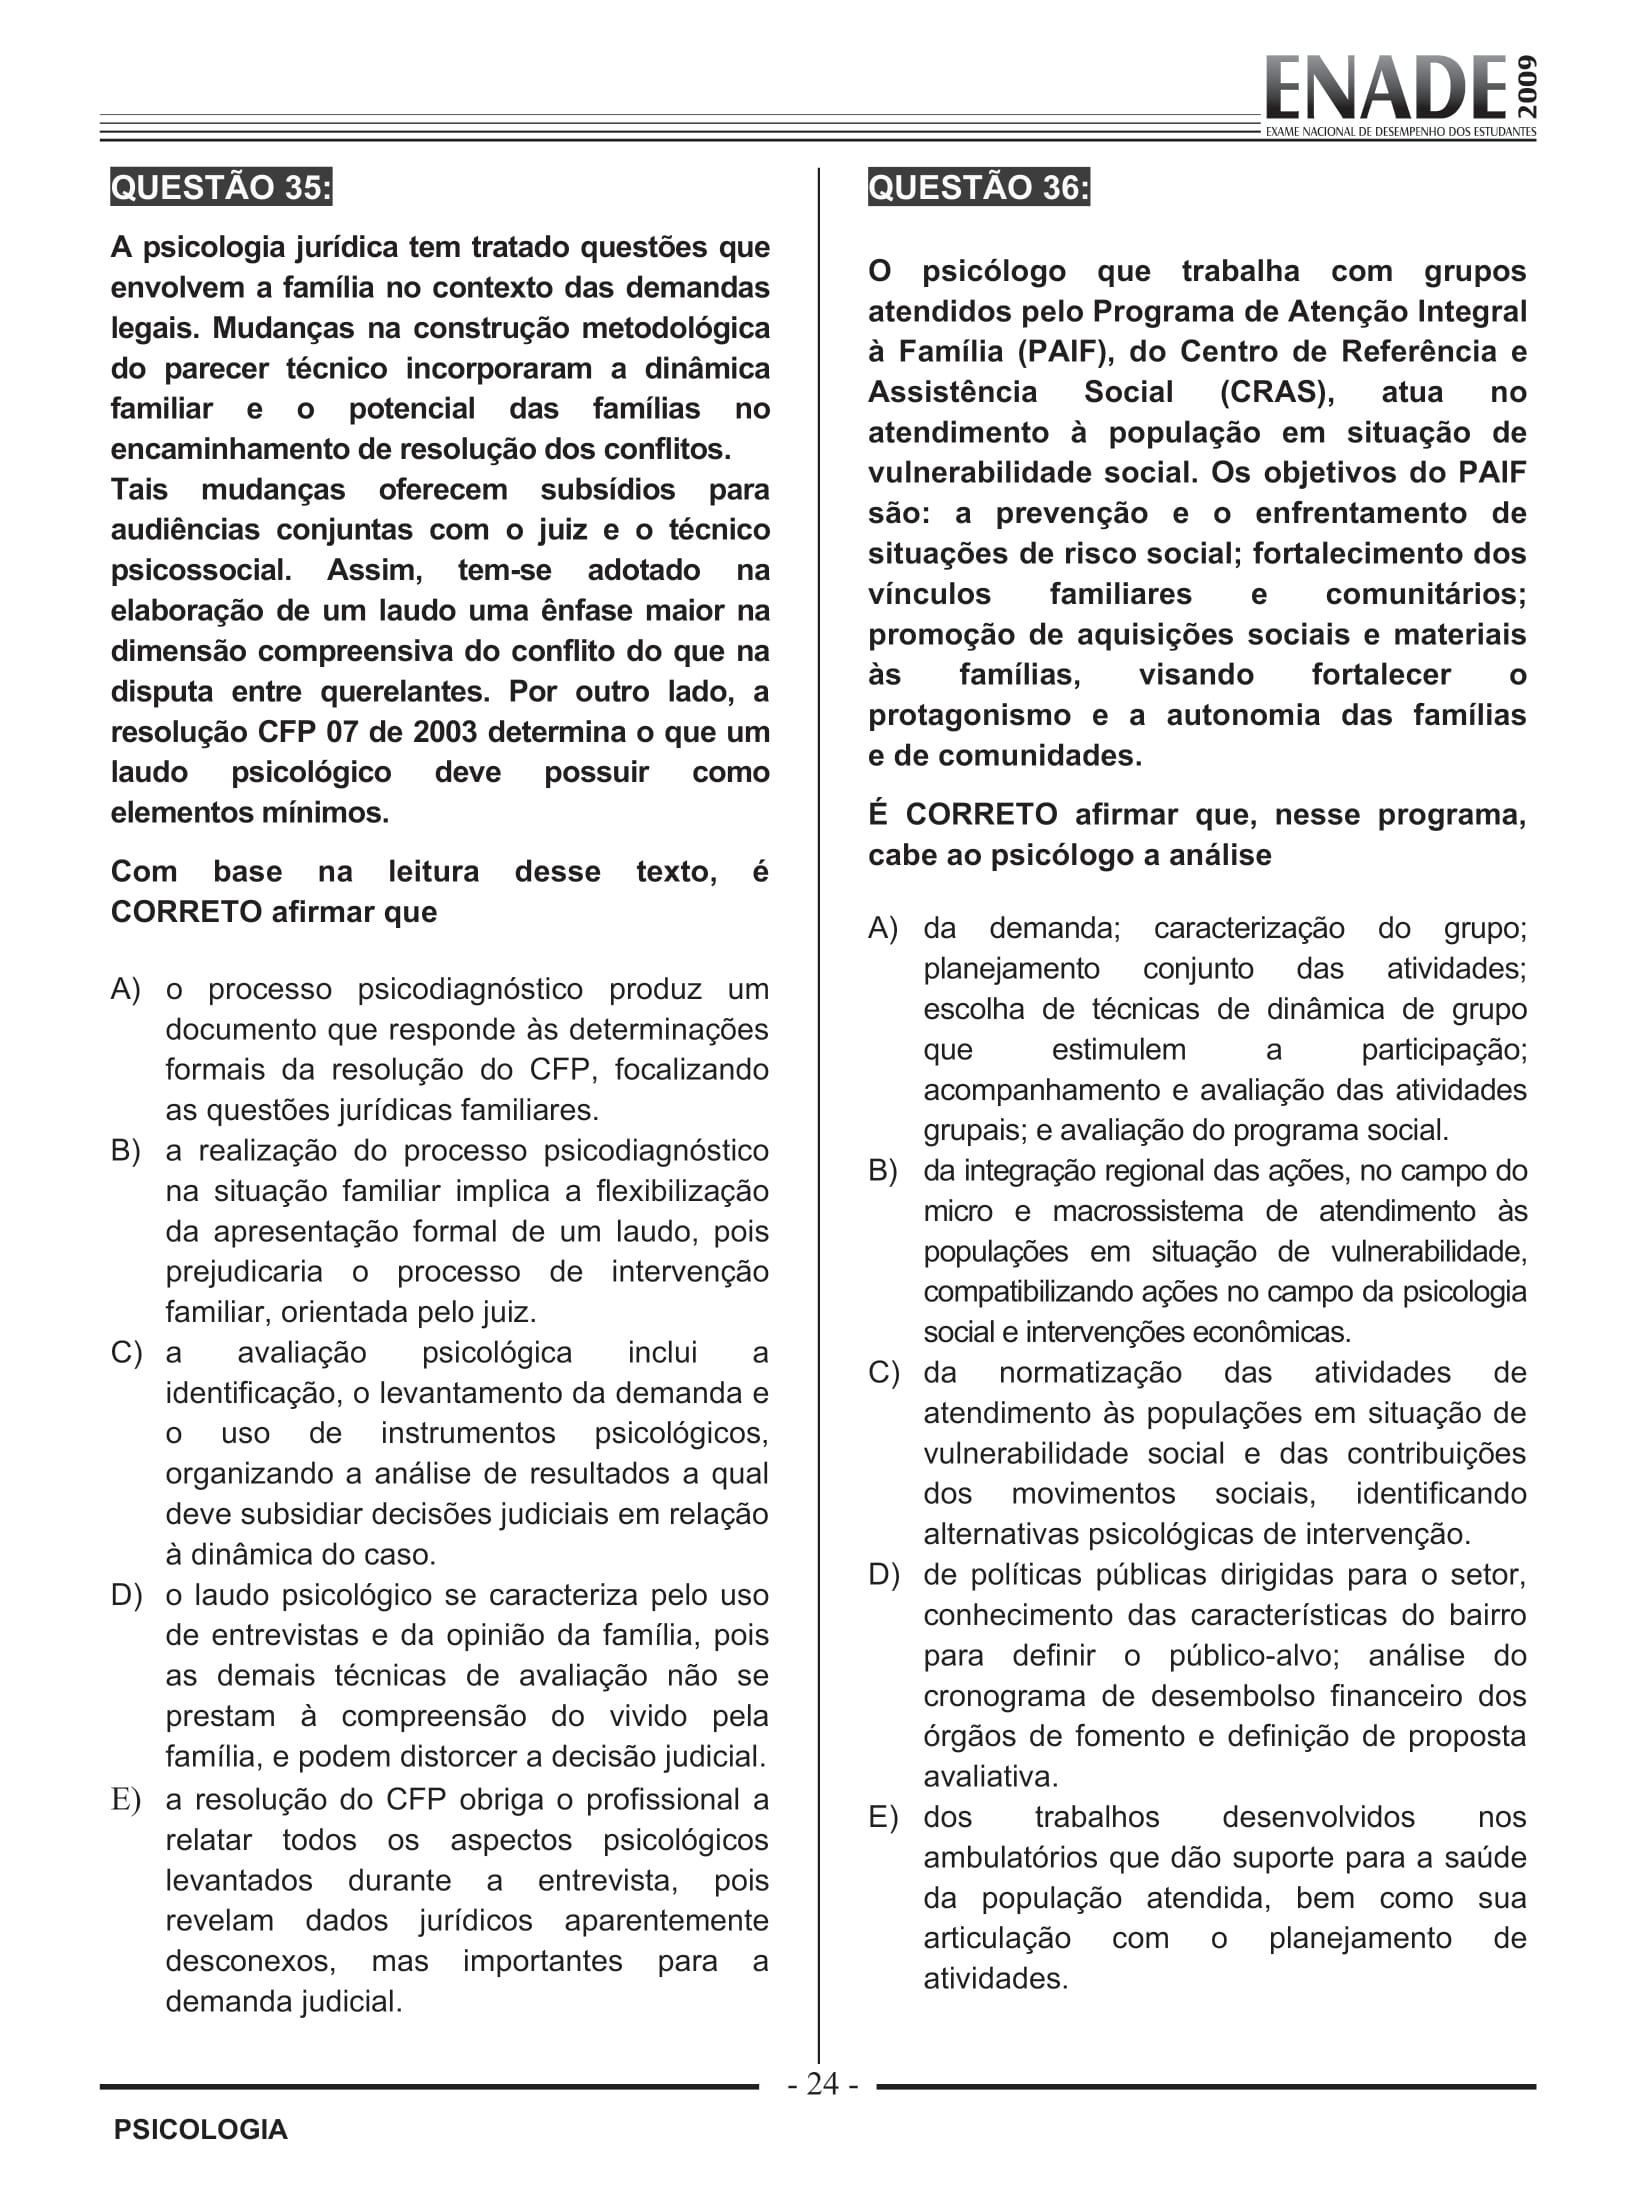 ENADE 2009
EXAME NACIONAL DE DESEMPENHO DOS ESTUDANTES
QUESTÃO 35:
A psicologia jurídica tem tratado questões que
envolvem a família no contexto das demandas
legais. Mudanças na construção metodológica
do parecer técnico incorporaram a dinâmica
familiar e o potencial das famílias no
encaminhamento de resolução dos conflitos.
Tais mudanças oferecem subsídios para
audiências conjuntas com o juiz e o técnico
psicossocial. Assim, tem-se adotado na
elaboração de um laudo uma ênfase maior na
dimensão compreensiva do conflito do que na
disputa entre querelantes. Por outro lado, a
resolução CFP 07 de 2003 determina o que um
laudo psicológico deve possuir como
elementos mínimos.
Com base na leitura desse texto, é
CORRETO afirmar que
A) o processo psicodiagnóstico produz um
documento que responde às determinações
formais da resolução do CFP, focalizando
as questões jurídicas familiares.
B) a realização do processo psicodiagnóstico
na situação familiar implica a flexibilização
da apresentação formal de um laudo, pois
prejudicaria o processo de intervenção
familiar, orientada pelo juiz.
C) a avaliação psicológica inclui a
identificação, o levantamento da demanda e
o uso de instrumentos psicológicos,
organizando a análise de resultados a qual
deve subsidiar decisões judiciais em relação
à dinâmica do caso.
D) o laudo psicológico se caracteriza pelo uso
de entrevistas e da opinião da família, pois
as demais técnicas de avaliação não se
prestam à compreensão do vivido pela
família, e podem distorcer a decisão judicial.
E) a resolução do CFP obriga o profissional a
relatar todos os aspectos psicológicos
levantados durante a entrevista, pois
revelam dados jurídicos aparentemente
desconexos, mas importantes para a
demanda judicial.
QUESTÃO 36:
O psicólogo que trabalha com grupos
atendidos pelo Programa de Atenção Integral
à Família (PAIF), do Centro de Referência e
Assistência Social (CRAS), atua no
atendimento à população em situação de
vulnerabilidade social. Os objetivos do PAIF
são: a prevenção e o enfrentamento de
situações de risco social; fortalecimento dos
vínculos familiares e comunitários;
promoção de aquisições sociais e materiais
às famílias, visando fortalecer o
protagonismo e a autonomia das famílias
e de comunidades.
É CORRETO afirmar que, nesse programa,
cabe ao psicólogo a análise
A) da demanda; caracterização do grupo;
planejamento conjunto das atividades;
escolha de técnicas de dinâmica de grupo
que estimulem a participação;
acompanhamento e avaliação das atividades
grupais; e avaliação do programa social.
B) da integração regional das ações, no campo do
micro e macrossistema de atendimento às
populações em situação de vulnerabilidade,
compatibilizando ações no campo da psicologia
social e intervenções econômicas.
C) da normatização das atividades de
atendimento às populações em situação de
vulnerabilidade social e das contribuições
dos movimentos sociais, identificando
alternativas psicológicas de intervenção.
D) de políticas públicas dirigidas para o setor,
conhecimento das características do bairro
para definir o público-alvo; análise do
cronograma de desembolso financeiro dos
órgãos de fomento e definição de proposta
avaliativa.
E) dos trabalhos desenvolvidos nos
ambulatórios que dão suporte para a saúde
da população atendida, bem como sua
articulação com o planejamento de
atividades.
- 24 -
PSICOLOGIA